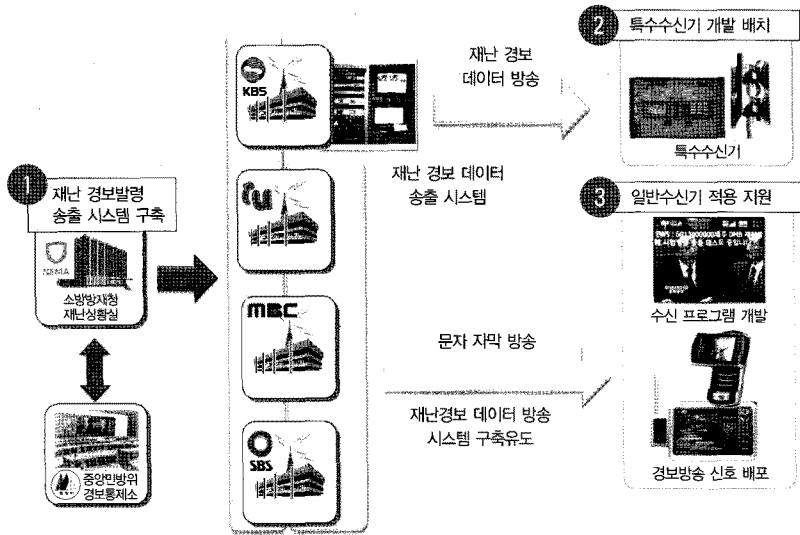 1
재난 경보발령
송출 시스템 구축
NEMA
소방방재청
재난상황실
중앙민방위
경보통제소
KBS
tu
MBC
SBS
재난 경보
데이터 방송
재난 경보 데이터
송출 시스템
문자 자막 방송
재난경보 데이터 방송
시스템 구축유도
2
특수수신기 개발 배치
특수수신기
3
일반수신기 적용 지원
수신 프로그램 개발
경보방송 신호 배포